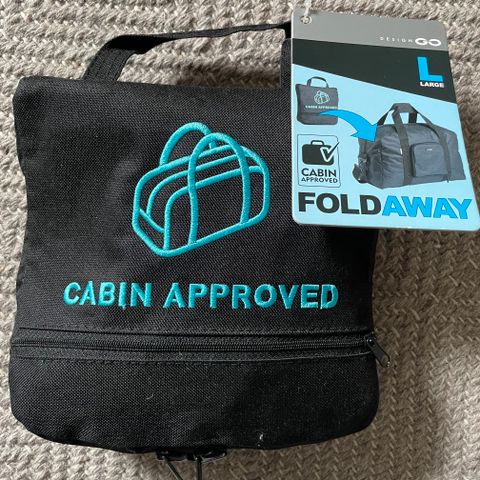 DESIGN GO
L
LARGE
CABIN APPROVED
CABIN
APPROVED
FOLDAWAY
CABIN APPROVED